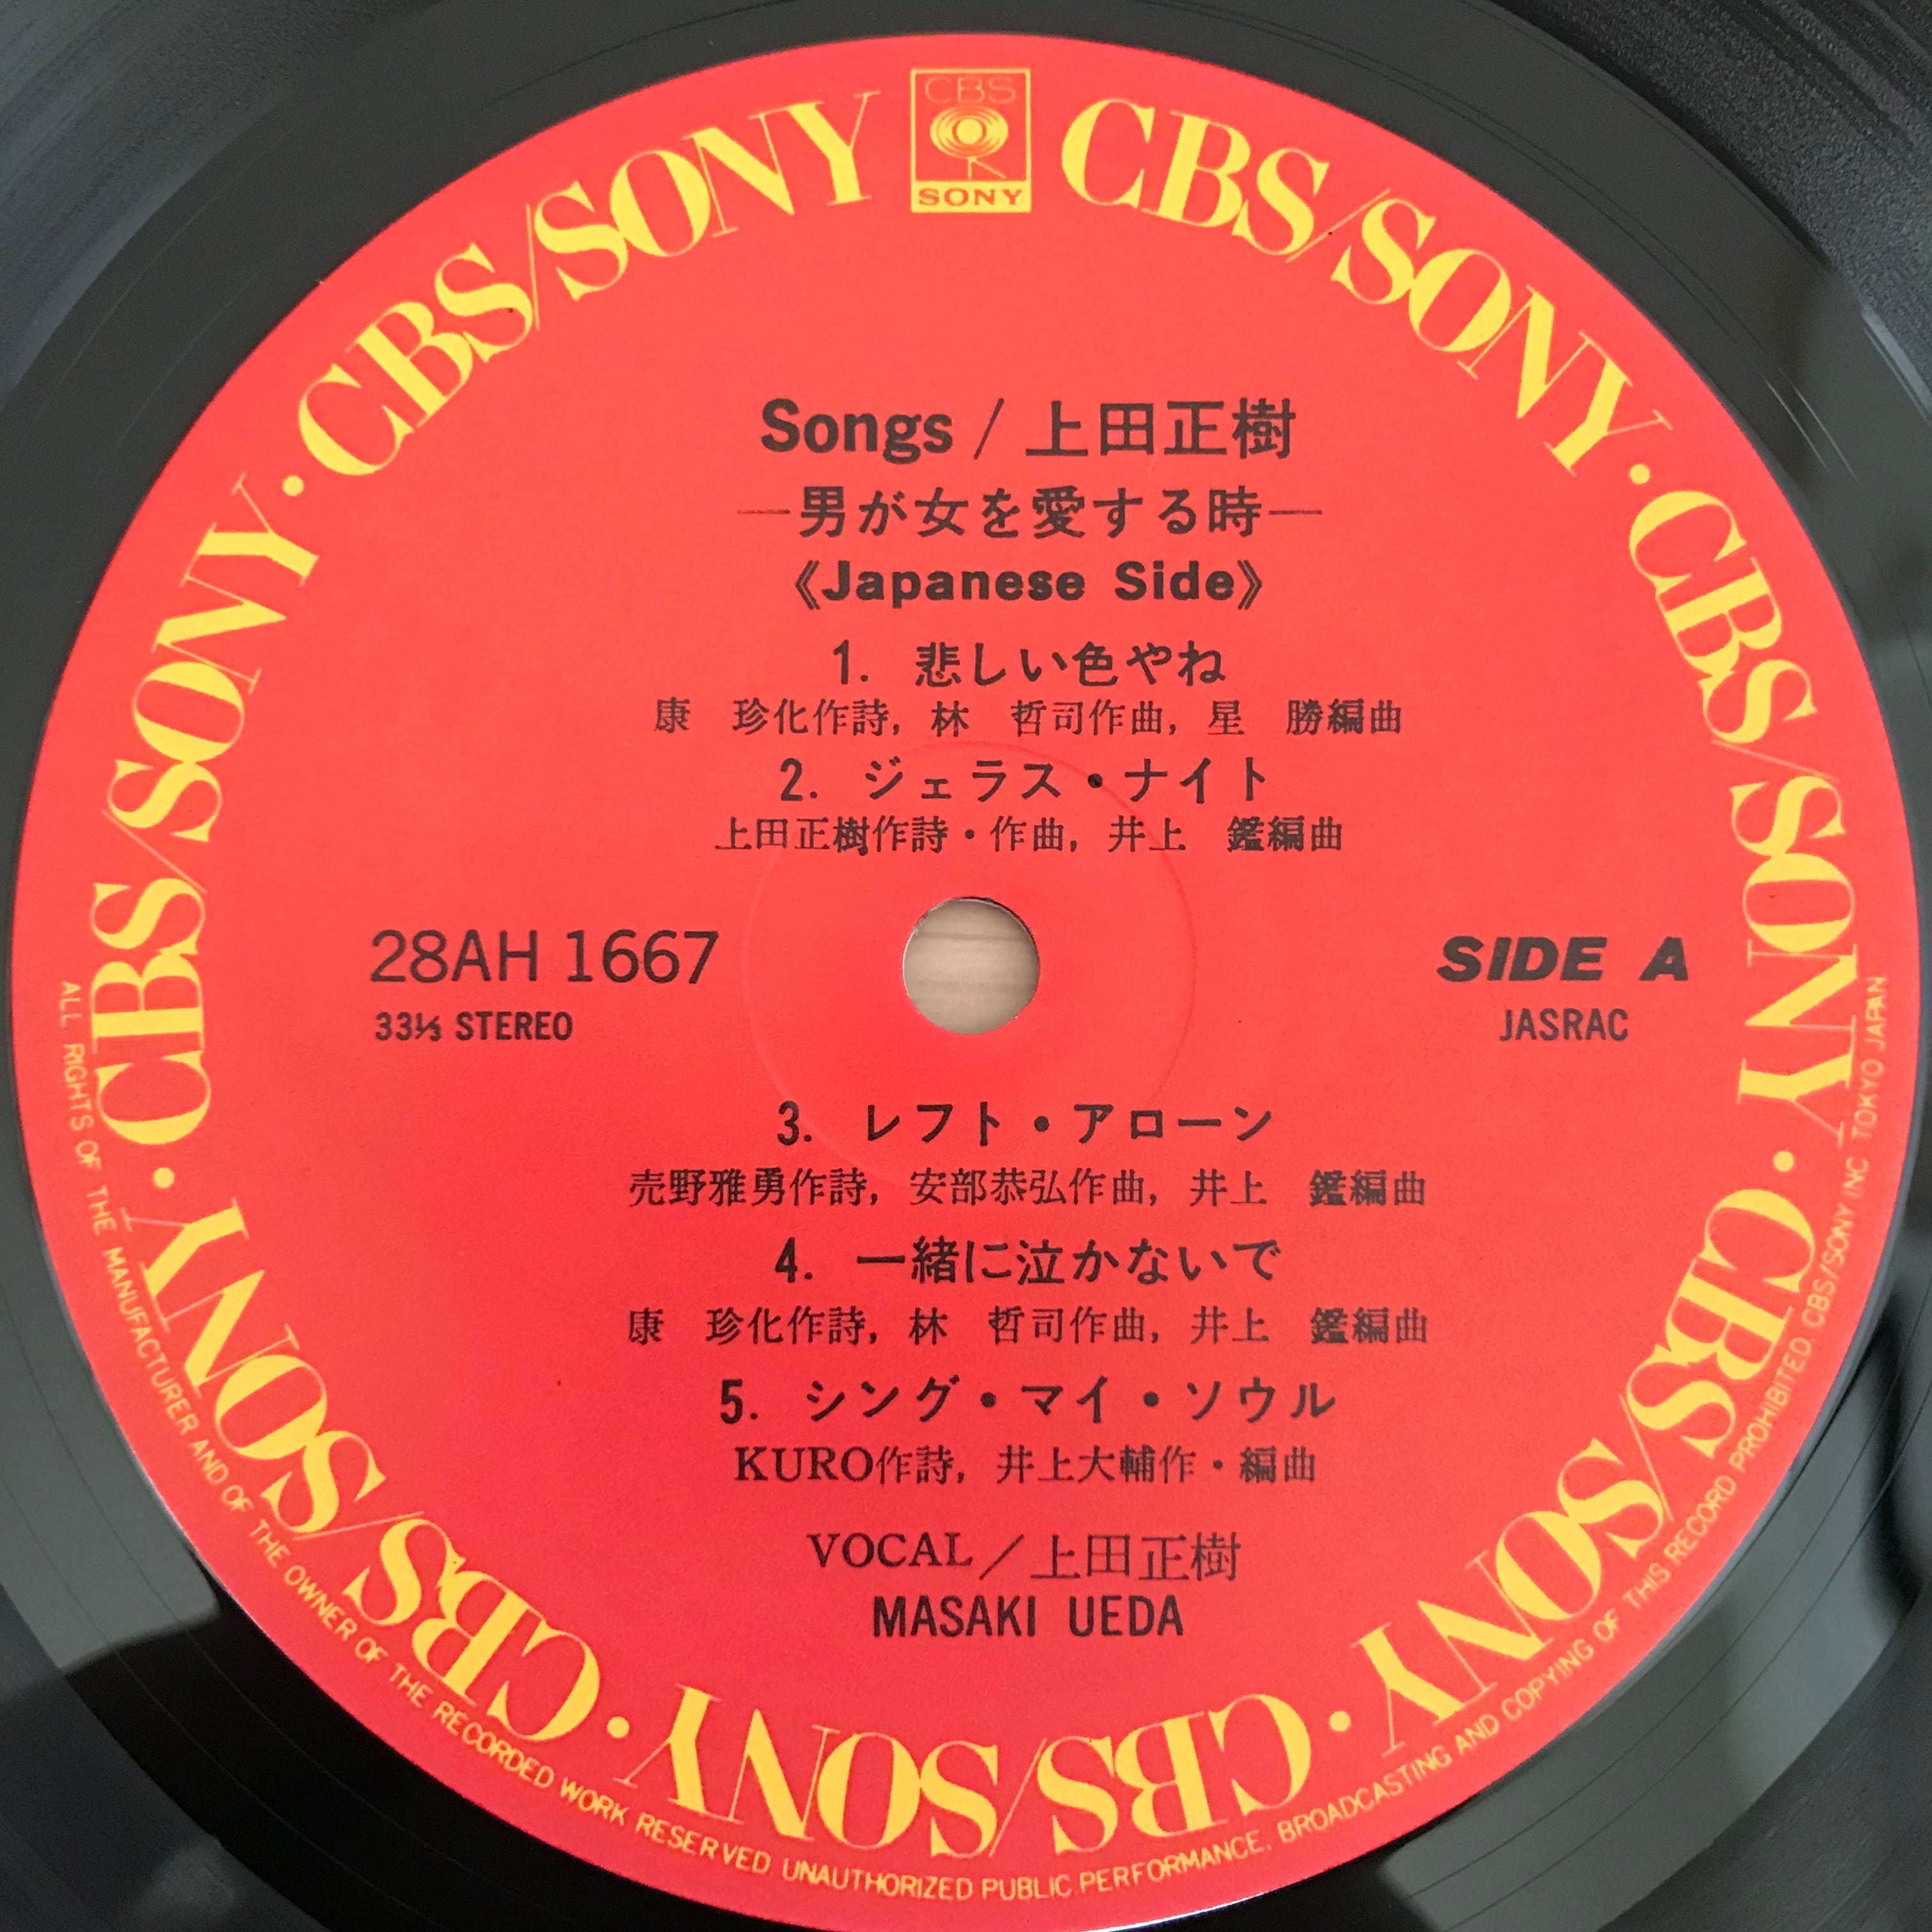 CBS
SONY
CBS/SONY · CBS/SONY · CBS/SONY · CBS/SONY · CBS/SONY · CBS/SONY · CBS/SONY
Songs / 上田正樹
—男が女を愛する時—
《Japanese Side》
1. 悲しい色やね
康 珍化作詩, 林 哲司作曲, 星 勝編曲
2. ジェラス・ナイト
上田正樹作詩・作曲, 井上 鑑編曲
28AH 1667
33⅓ STEREO
SIDE A
JASRAC
3. レフト・アローン
売野雅勇作詩, 安部恭弘作曲, 井上 鑑編曲
4. 一緒に泣かないで
康 珍化作詩, 林 哲司作曲, 井上 鑑編曲
5. シング・マイ・ソウル
KURO作詩, 井上大輔作・編曲
VOCAL／上田正樹
MASAKI UEDA
ALL RIGHTS OF THE MANUFACTURER AND OF THE OWNER OF THE RECORDED WORK RESERVED. UNAUTHORIZED PUBLIC PERFORMANCE, BROADCASTING AND COPYING OF THIS RECORD PROHIBITED CBS/SONY INC TOKYO JAPAN